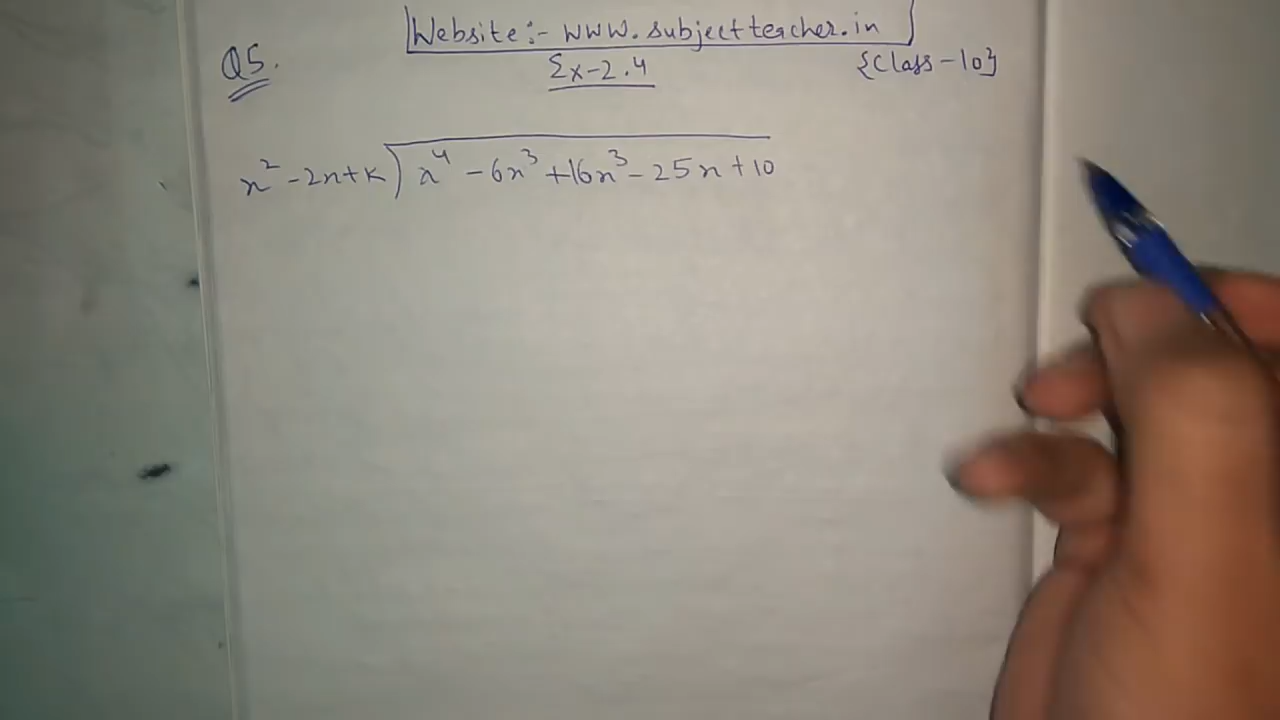 Website:- www.subjectteacher.in
Q5.
Ex-2.4
{Class-10}
x² -2x+k) x⁴ - 6x³ +16x³ - 25x + 10